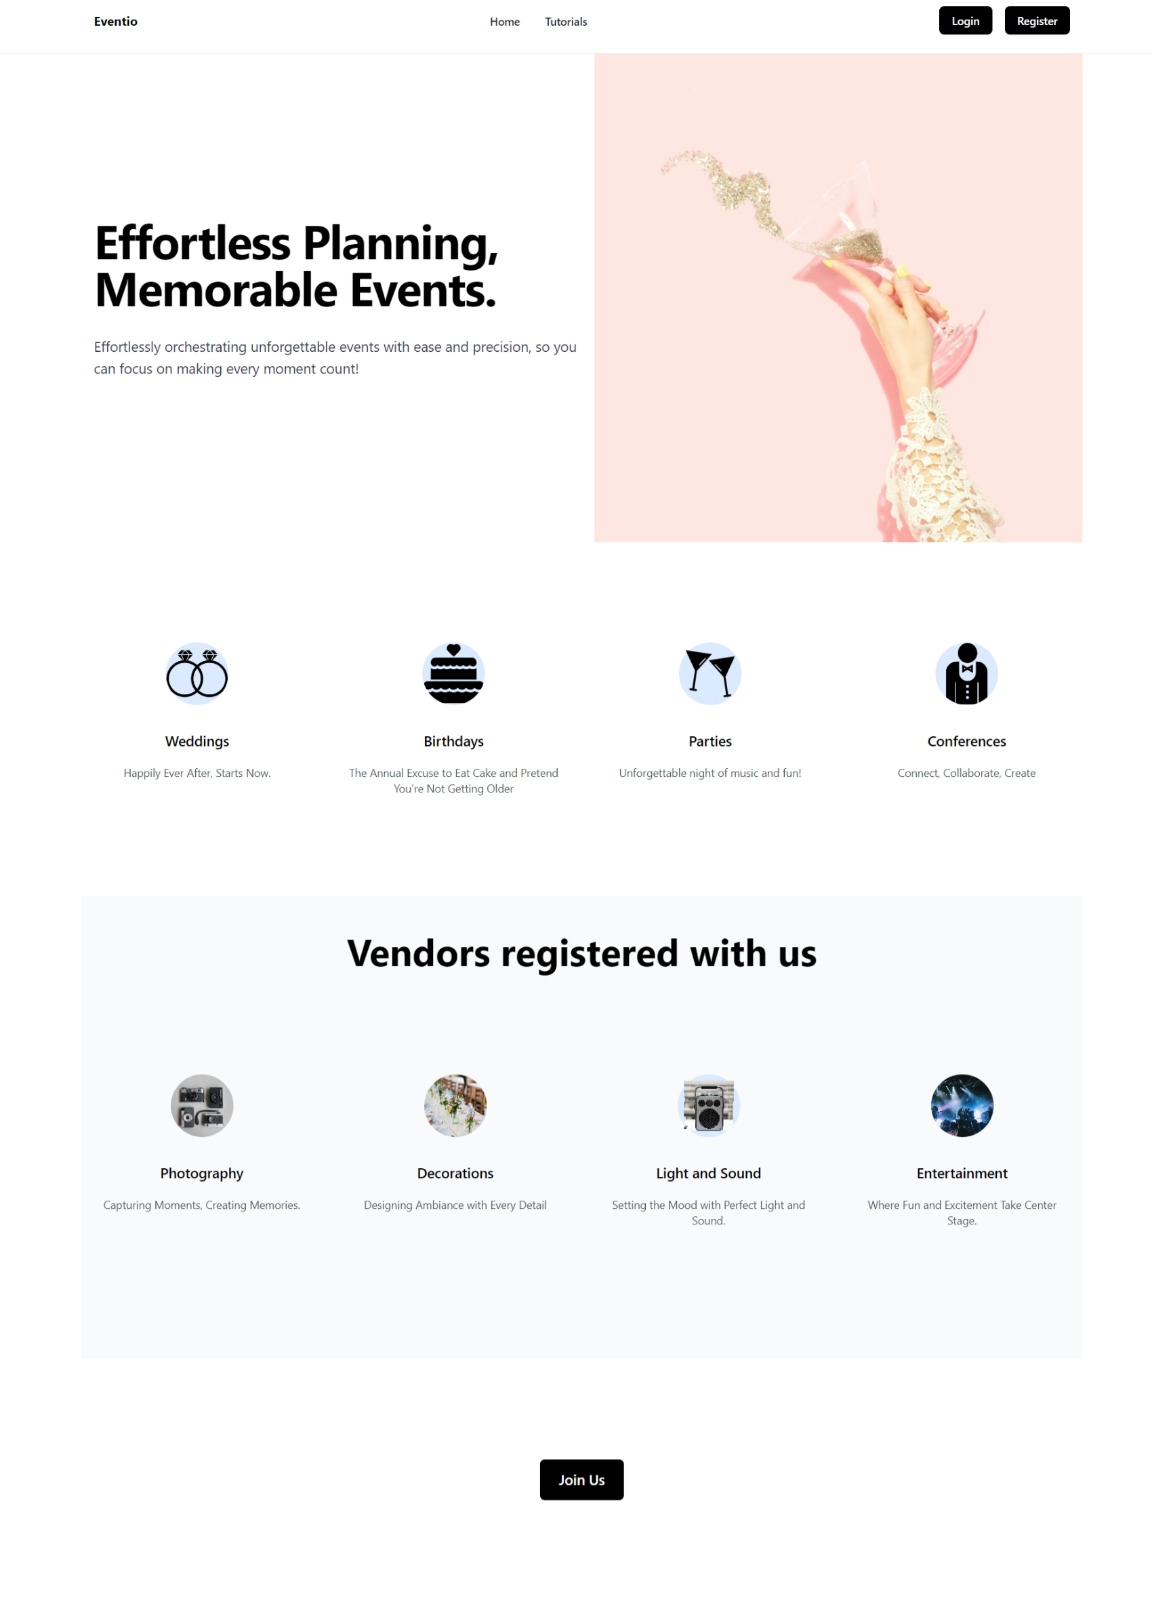 Eventio
Home
Tutorials
Login
Register
Effortless Planning,
Memorable Events.
Effortlessly orchestrating unforgettable events with ease and precision, so you
can focus on making every moment count!
Weddings
Happily Ever After, Starts Now.
Birthdays
The Annual Excuse to Eat Cake and Pretend
You're Not Getting Older
Parties
Unforgettable night of music and fun!
Conferences
Connect, Collaborate, Create
Vendors registered with us
Photography
Capturing Moments, Creating Memories.
Decorations
Designing Ambiance with Every Detail
Light and Sound
Setting the Mood with Perfect Light and
Sound.
Entertainment
Where Fun and Excitement Take Center
Stage.
Join Us